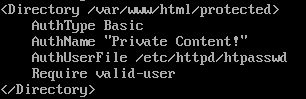 <Directory /var/www/html/protected>
    AuthType Basic
    AuthName "Private Content!"
    AuthUserFile /etc/httpd/htpasswd
    Require valid-user
</Directory>